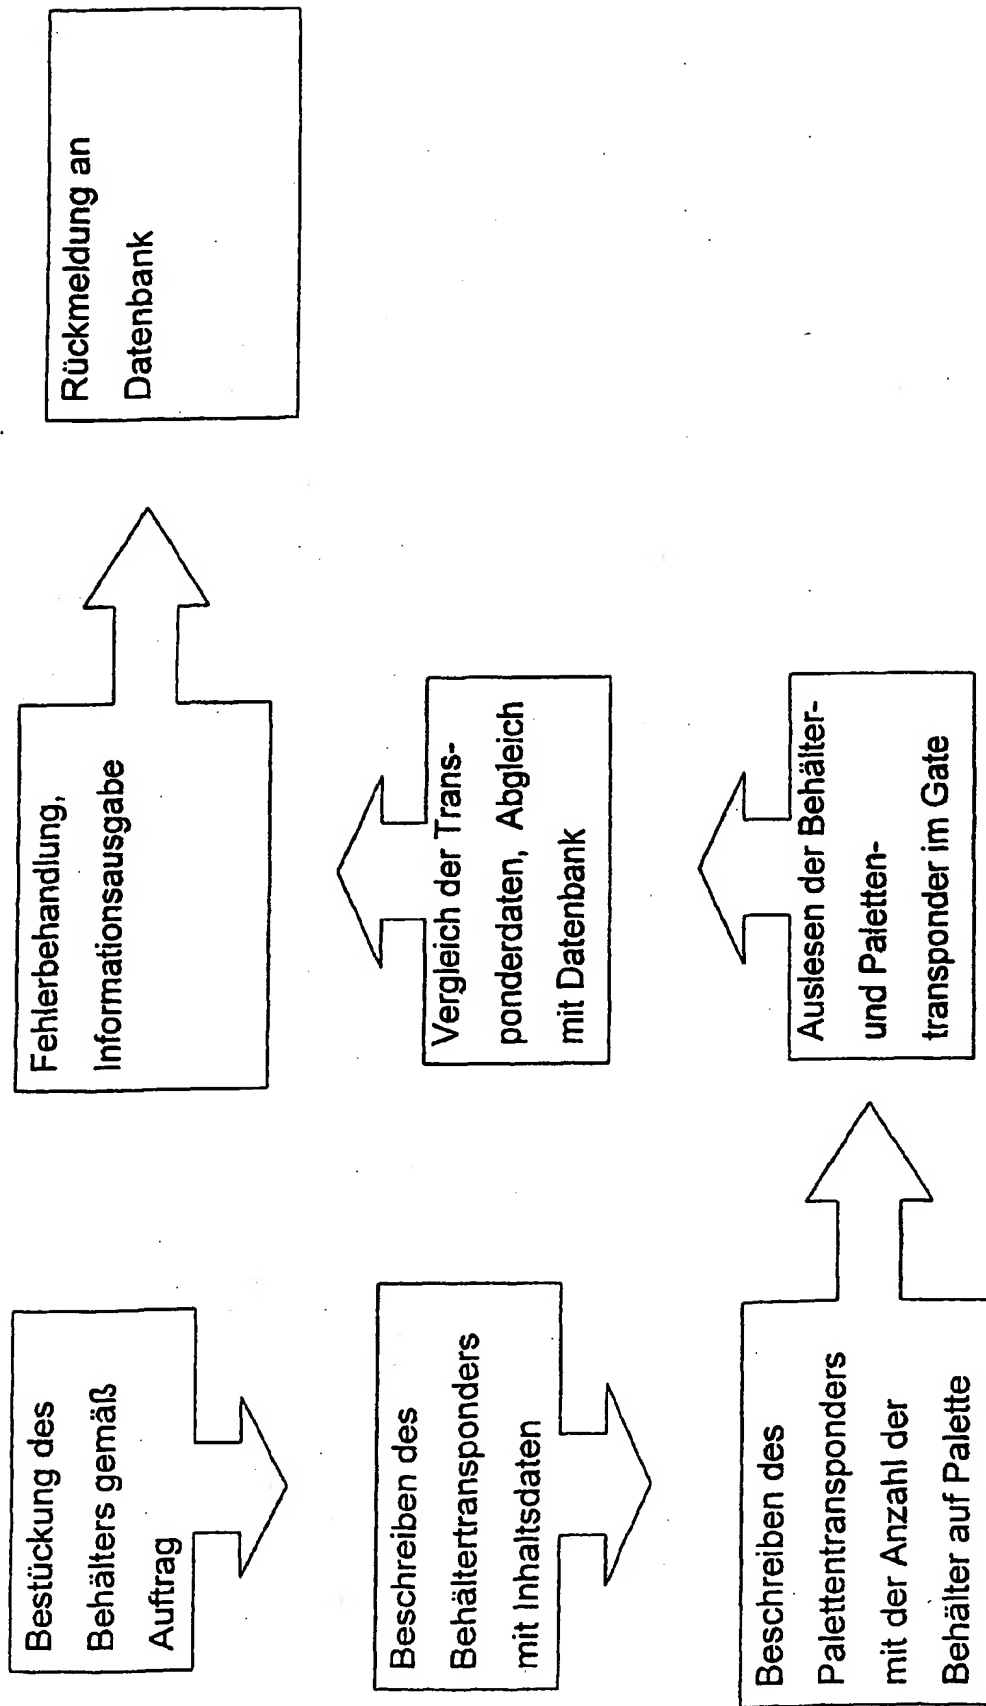 Bestückung des
Behälters gemäß
Auftrag
Beschreiben des
Behältertransponders
mit Inhaltsdaten
Beschreiben des
Palettentransponders
mit der Anzahl der
Behälter auf Palette
Auslesen der Behälter-
und Paletten-
transponder im Gate
Vergleich der Trans-
ponderdaten, Abgleich
mit Datenbank
Fehlerbehandlung,
Informationsausgabe
Rückmeldung an
Datenbank